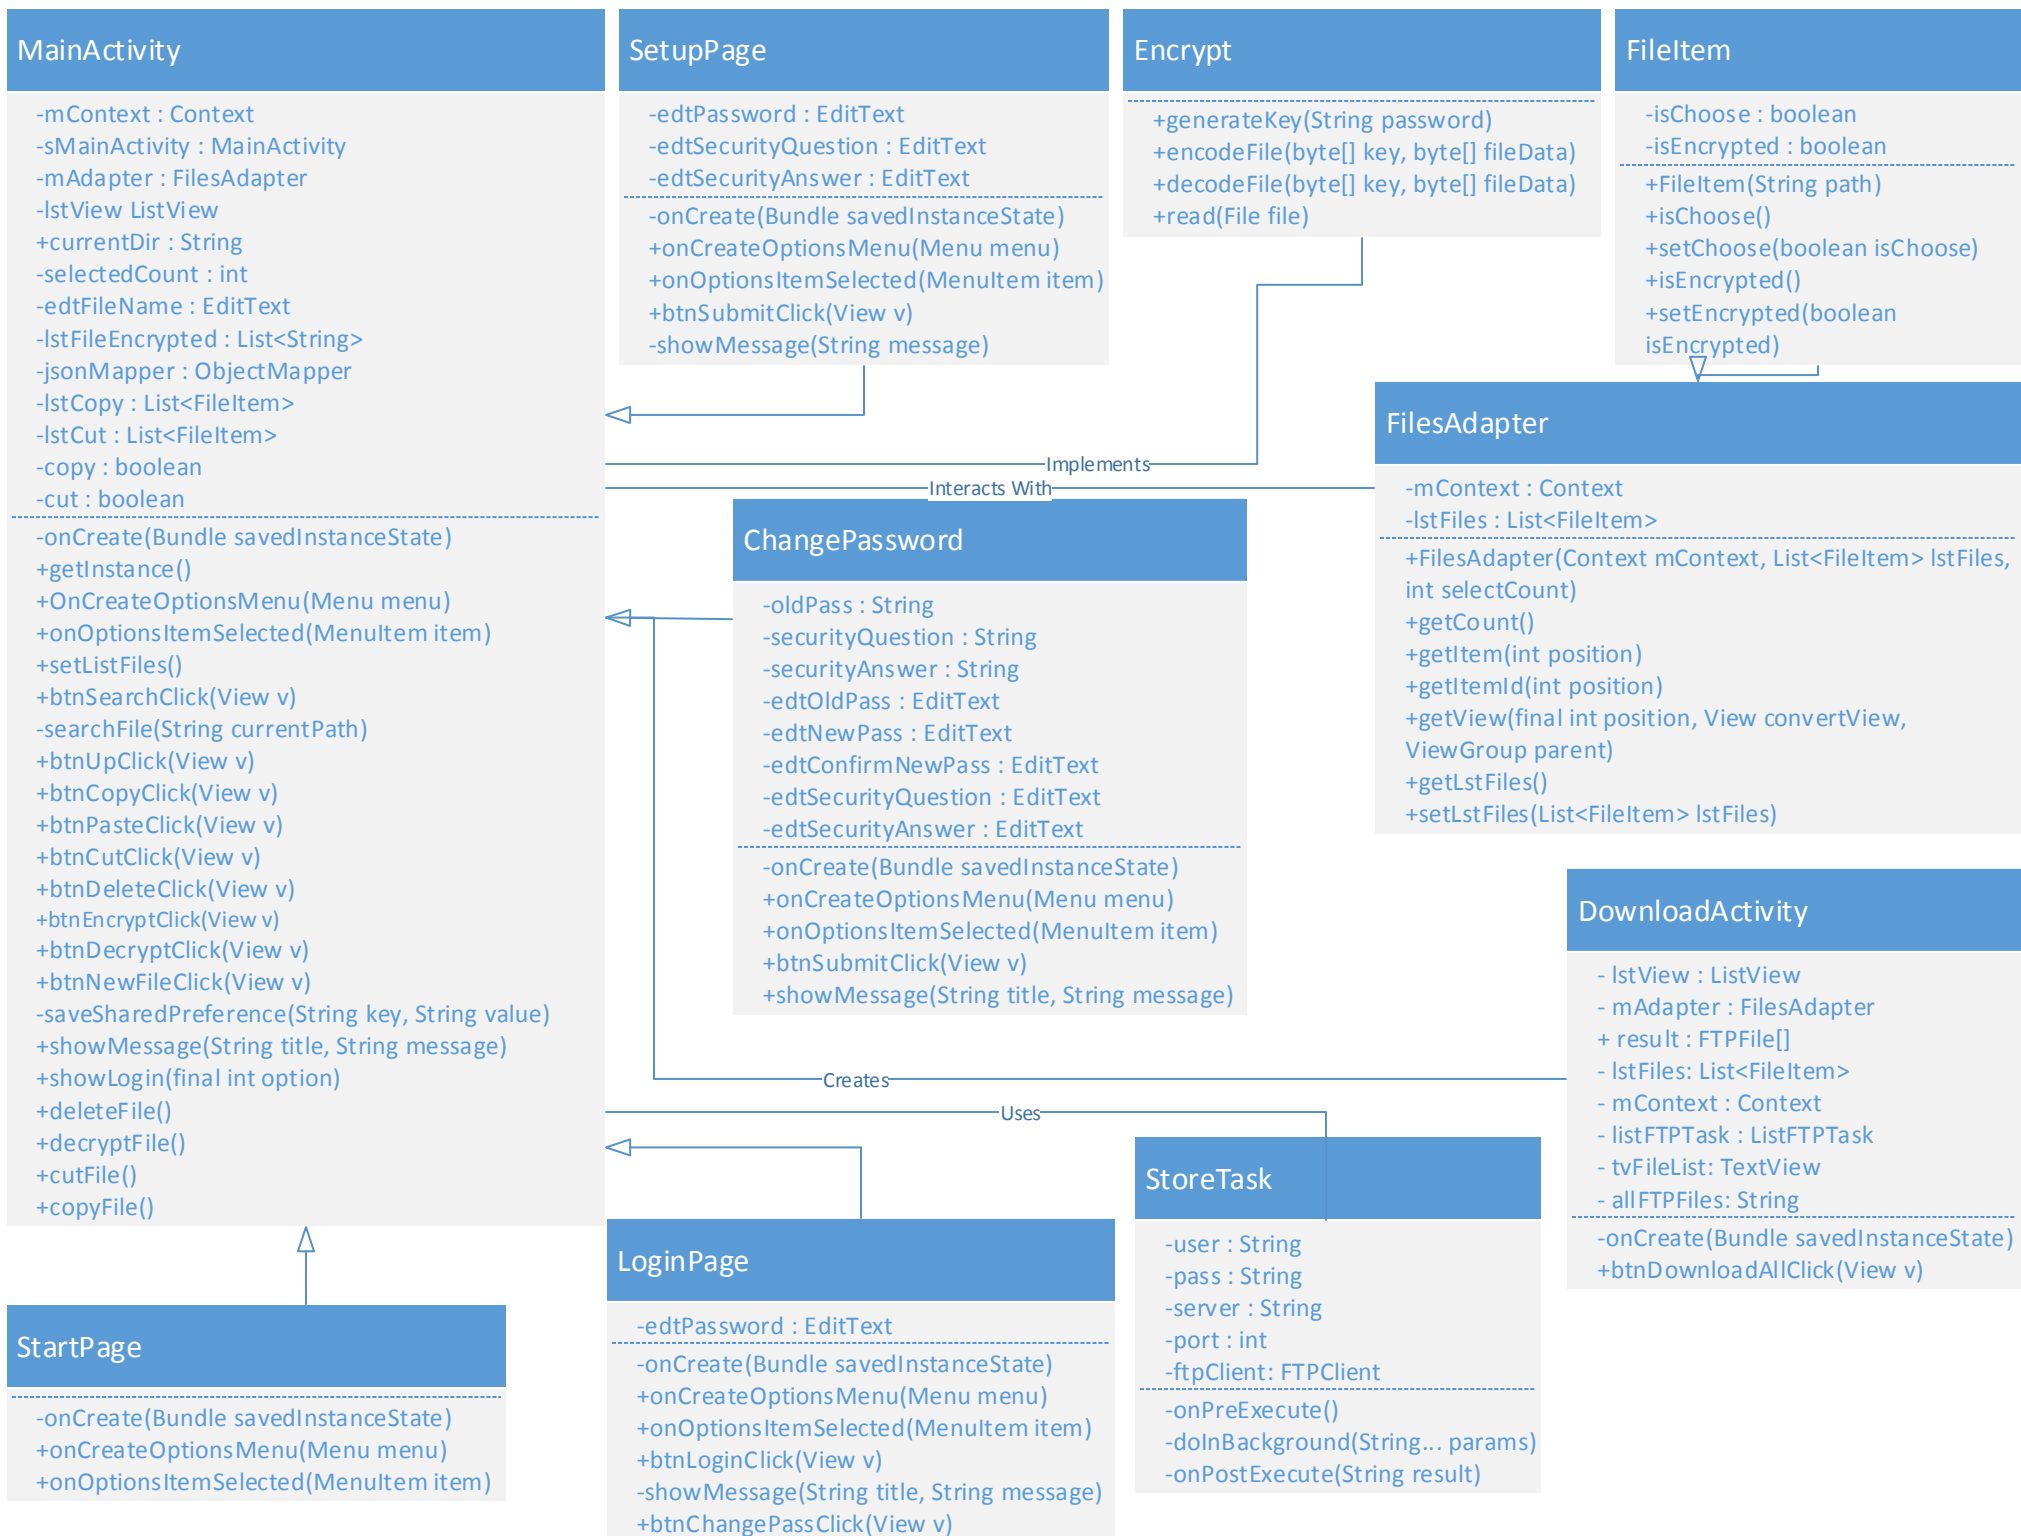 MainActivity
-mContext : Context
-sMainActivity : MainActivity
-mAdapter : FilesAdapter
-lstView ListView
+currentDir : String
-selectedCount : int
-edtFileName : EditText
-lstFileEncrypted : List<String>
-jsonMapper : ObjectMapper
-lstCopy : List<FileItem>
-lstCut : List<FileItem>
-copy : boolean
-cut : boolean
-onCreate(Bundle savedInstanceState)
+getInstance()
+OnCreateOptionsMenu(Menu menu)
+onOptionsItemSelected(MenuItem item)
+setListFiles()
+btnSearchClick(View v)
-searchFile(String currentPath)
+btnUpClick(View v)
+btnCopyClick(View v)
+btnPasteClick(View v)
+btnCutClick(View v)
+btnDeleteClick(View v)
+btnEncryptClick(View v)
+btnDecryptClick(View v)
+btnNewFileClick(View v)
-saveSharedPreference(String key, String value)
+showMessage(String title, String message)
+showLogin(final int option)
+deleteFile()
+decryptFile()
+cutFile()
+copyFile()
SetupPage
-edtPassword : EditText
-edtSecurityQuestion : EditText
-edtSecurityAnswer : EditText
-onCreate(Bundle savedInstanceState)
+onCreateOptionsMenu(Menu menu)
+onOptionsItemSelected(MenuItem item)
+btnSubmitClick(View v)
-showMessage(String message)
Encrypt
+generateKey(String password)
+encodeFile(byte[] key, byte[] fileData)
+decodeFile(byte[] key, byte[] fileData)
+read(File file)
FileItem
-isChoose : boolean
-isEncrypted : boolean
+FileItem(String path)
+isChoose()
+setChoose(boolean isChoose)
+isEncrypted()
+setEncrypted(boolean
isEncrypted)
FilesAdapter
-mContext : Context
-lstFiles : List<FileItem>
+FilesAdapter(Context mContext, List<FileItem> lstFiles,
int selectCount)
+getCount()
+getItem(int position)
+getItemId(int position)
+getView(final int position, View convertView,
ViewGroup parent)
+getLstFiles()
+setLstFiles(List<FileItem> lstFiles)
Implements
Interacts With
ChangePassword
-oldPass : String
-securityQuestion : String
-securityAnswer : String
-edtOldPass : EditText
-edtNewPass : EditText
-edtConfirmNewPass : EditText
-edtSecurityQuestion : EditText
-edtSecurityAnswer : EditText
-onCreate(Bundle savedInstanceState)
+onCreateOptionsMenu(Menu menu)
+onOptionsItemSelected(MenuItem item)
+btnSubmitClick(View v)
+showMessage(String title, String message)
DownloadActivity
- lstView : ListView
- mAdapter : FilesAdapter
+ result : FTPFile[]
- lstFiles: List<FileItem>
- mContext : Context
- listFTPTask : ListFTPTask
- tvFileList: TextView
- allFTPFiles: String
-onCreate(Bundle savedInstanceState)
+btnDownloadAllClick(View v)
Creates
Uses
StoreTask
-user : String
-pass : String
-server : String
-port : int
-ftpClient: FTPClient
-onPreExecute()
-doInBackground(String... params)
-onPostExecute(String result)
LoginPage
-edtPassword : EditText
-onCreate(Bundle savedInstanceState)
+onCreateOptionsMenu(Menu menu)
+onOptionsItemSelected(MenuItem item)
+btnLoginClick(View v)
-showMessage(String title, String message)
+btnChangePassClick(View v)
StartPage
-onCreate(Bundle savedInstanceState)
+onCreateOptionsMenu(Menu menu)
+onOptionsItemSelected(MenuItem item)